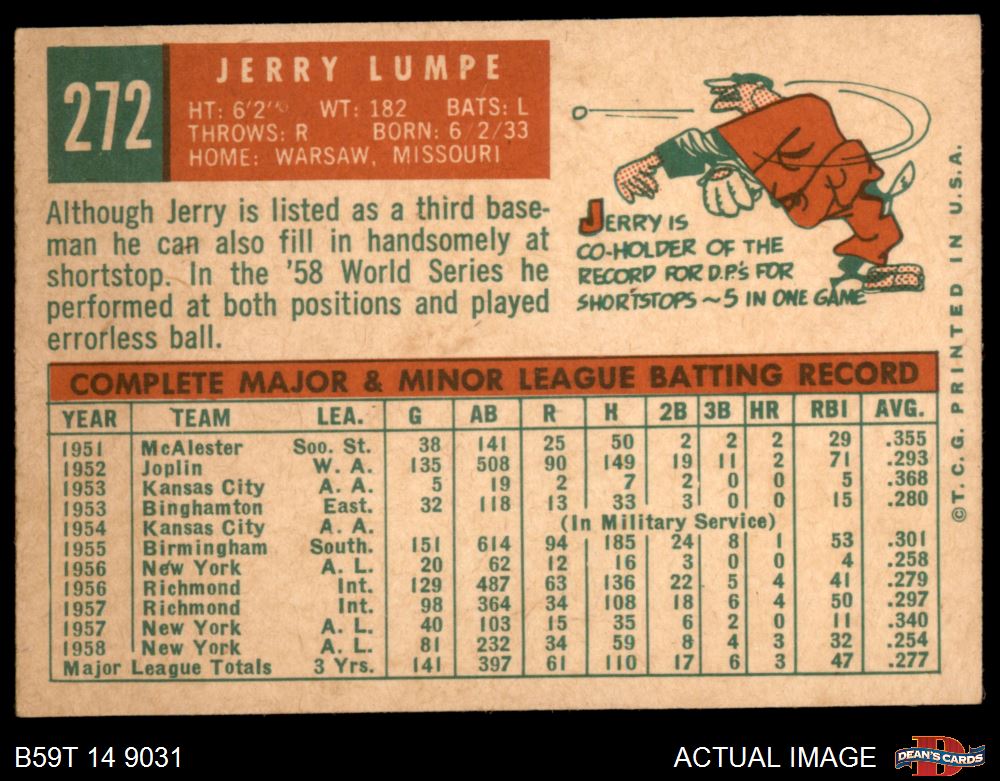 272
JERRY LUMPE
HT: 6'2" WT: 182 BATS: L
THROWS: R BORN: 6/2/33
HOME: WARSAW, MISSOURI
Although Jerry is listed as a third base-
man he can also fill in handsomely at
shortstop. In the '58 World Series he
performed at both positions and played
errorless ball.
JERRY IS
CO-HOLDER OF THE
RECORD FOR D.P'S FOR
SHORTSTOPS ~ 5 IN ONE GAME
©T. C. G. PRINTED IN U.S.A.
COMPLETE MAJOR & MINOR LEAGUE BATTING RECORD
YEAR TEAM LEA. G AB R H 2B 3B HR RBI AVG.
1951 McAlester Soo. St. 38 141 25 50 2 2 2 29 .355
1952 Joplin W. A. 135 508 90 149 19 11 2 71 .293
1953 Kansas City A. A. 5 19 2 7 2 0 0 5 .368
1953 Binghamton East. 32 118 13 33 3 0 0 15 .280
1954 Kansas City A. A. (In Military Service)
1955 Birmingham South. 151 614 94 185 24 8 1 53 .301
1956 New York A. L. 20 62 12 16 3 0 0 4 .258
1956 Richmond Int. 129 487 63 136 22 5 4 41 .279
1957 Richmond Int. 98 364 34 108 18 6 4 50 .297
1957 New York A. L. 40 103 15 35 6 2 0 11 .340
1958 New York A. L. 81 232 34 59 8 4 3 32 .254
Major League Totals 3 Yrs. 141 397 61 110 17 6 3 47 .277
B59T 14 9031
ACTUAL IMAGE
D
DEAN'S CARDS